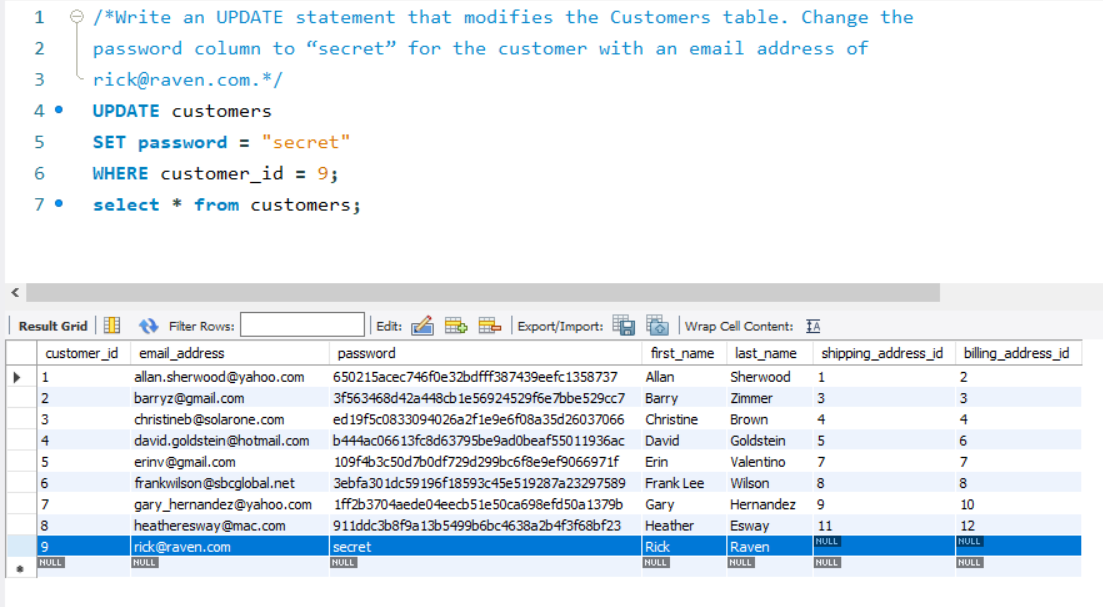 1 /*Write an UPDATE statement that modifies the Customers table. Change the
2 password column to “secret” for the customer with an email address of
3 rick@raven.com.*/
4 UPDATE customers
5 SET password = "secret"
6 WHERE customer_id = 9;
7 select * from customers;
<
Result Grid Filter Rows: Edit: Export/Import: Wrap Cell Content: IA
customer_id email_address password first_name last_name shipping_address_id billing_address_id
1 allan.sherwood@yahoo.com 650215acec746f0e32bdfff387439eefc1358737 Allan Sherwood 1 2
2 barryz@gmail.com 3f563468d42a448cb1e56924529f6e7bbe529cc7 Barry Zimmer 3 3
3 christineb@solarone.com ed19f5c0833094026a2f1e9e6f08a35d26037066 Christine Brown 4 4
4 david.goldstein@hotmail.com b444ac06613fc8d63795be9ad0beaf55011936ac David Goldstein 5 6
5 erinv@gmail.com 109f4b3c50d7b0df729d299bc6f8e9ef9066971f Erin Valentino 7 7
6 frankwilson@sbcglobal.net 3ebfa301dc59196f18593c45e519287a23297589 Frank Lee Wilson 8 8
7 gary_hernandez@yahoo.com 1ff2b3704aede04eecb51e50ca698efd50a1379b Gary Hernandez 9 10
8 heatheresway@mac.com 911ddc3b8f9a13b5499b6bc4638a2b4f3f68bf23 Heather Esway 11 12
9 rick@raven.com secret Rick Raven NULL NULL
NULL NULL NULL NULL NULL NULL NULL